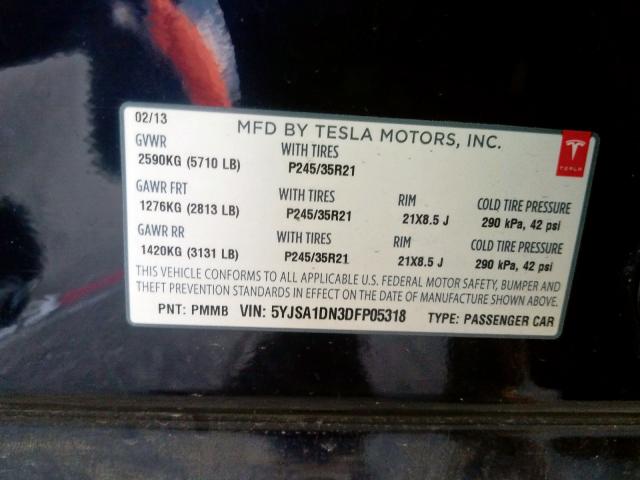 02/13
MFD BY TESLA MOTORS, INC.
GVWR WITH TIRES
2590KG (5710 LB) P245/35R21
TESLA
GAWR FRT WITH TIRES RIM COLD TIRE PRESSURE
1276KG (2813 LB) P245/35R21 21X8.5 J 290 kPa, 42 psi
GAWR RR WITH TIRES RIM COLD TIRE PRESSURE
1420KG (3131 LB) P245/35R21 21X8.5 J 290 kPa, 42 psi
THIS VEHICLE CONFORMS TO ALL APPLICABLE U.S. FEDERAL MOTOR SAFETY, BUMPER AND
THEFT PREVENTION STANDARDS IN EFFECT ON THE DATE OF MANUFACTURE SHOWN ABOVE.
PNT: PMMB VIN: 5YJSA1DN3DFP05318 TYPE: PASSENGER CAR